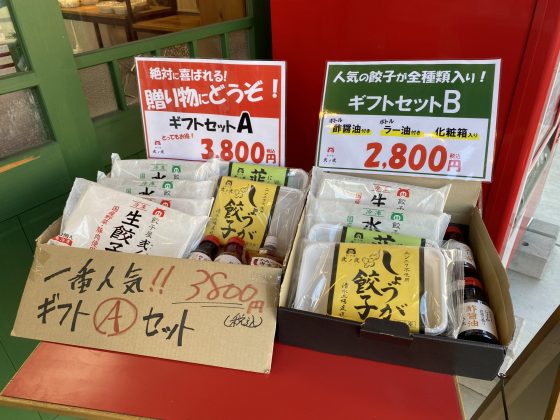 絶対に喜ばれる!
贈り物にどうぞ!
ギフトセットA
とってもお得!
3,800円
税込
人気の餃子が全種類入り!
ギフトセットB
ボトル
酢醤油付き
ボトル
ラー油付き
化粧箱入り
2,800円
税込
生餃子
しょうが
餃子
生
水
しょうが
餃子
酢醤油
一番人気!! 3800円
ギフトⒶセット (税込)